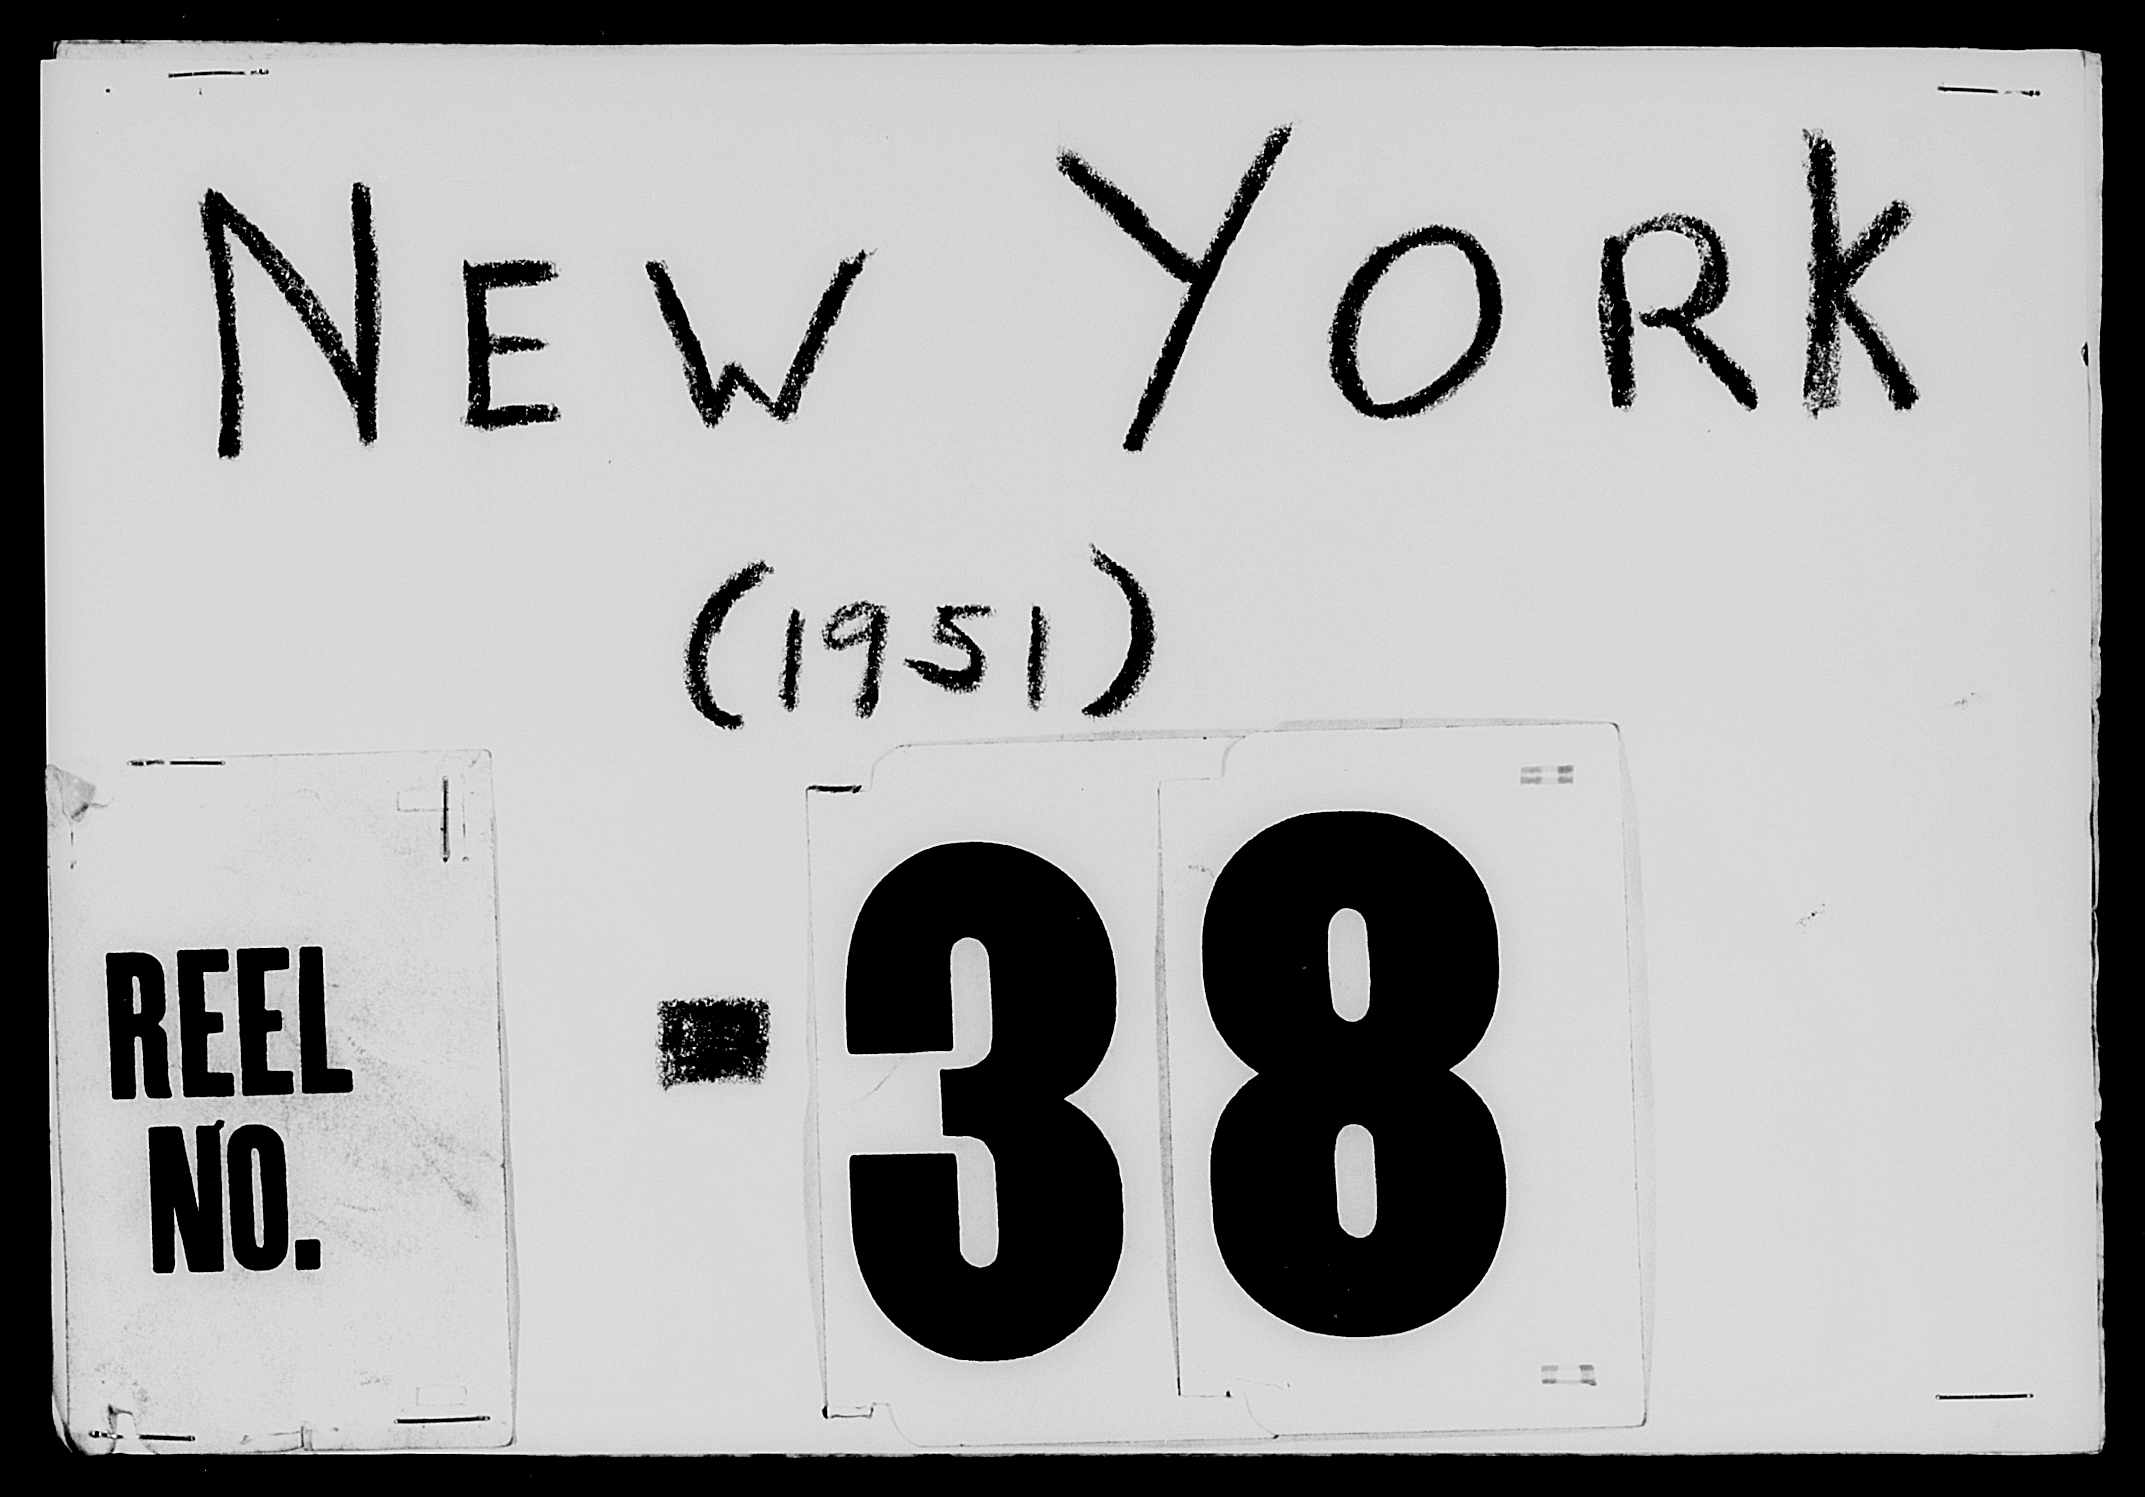 NEW YORK
(1951)
REEL
NO.
- 38